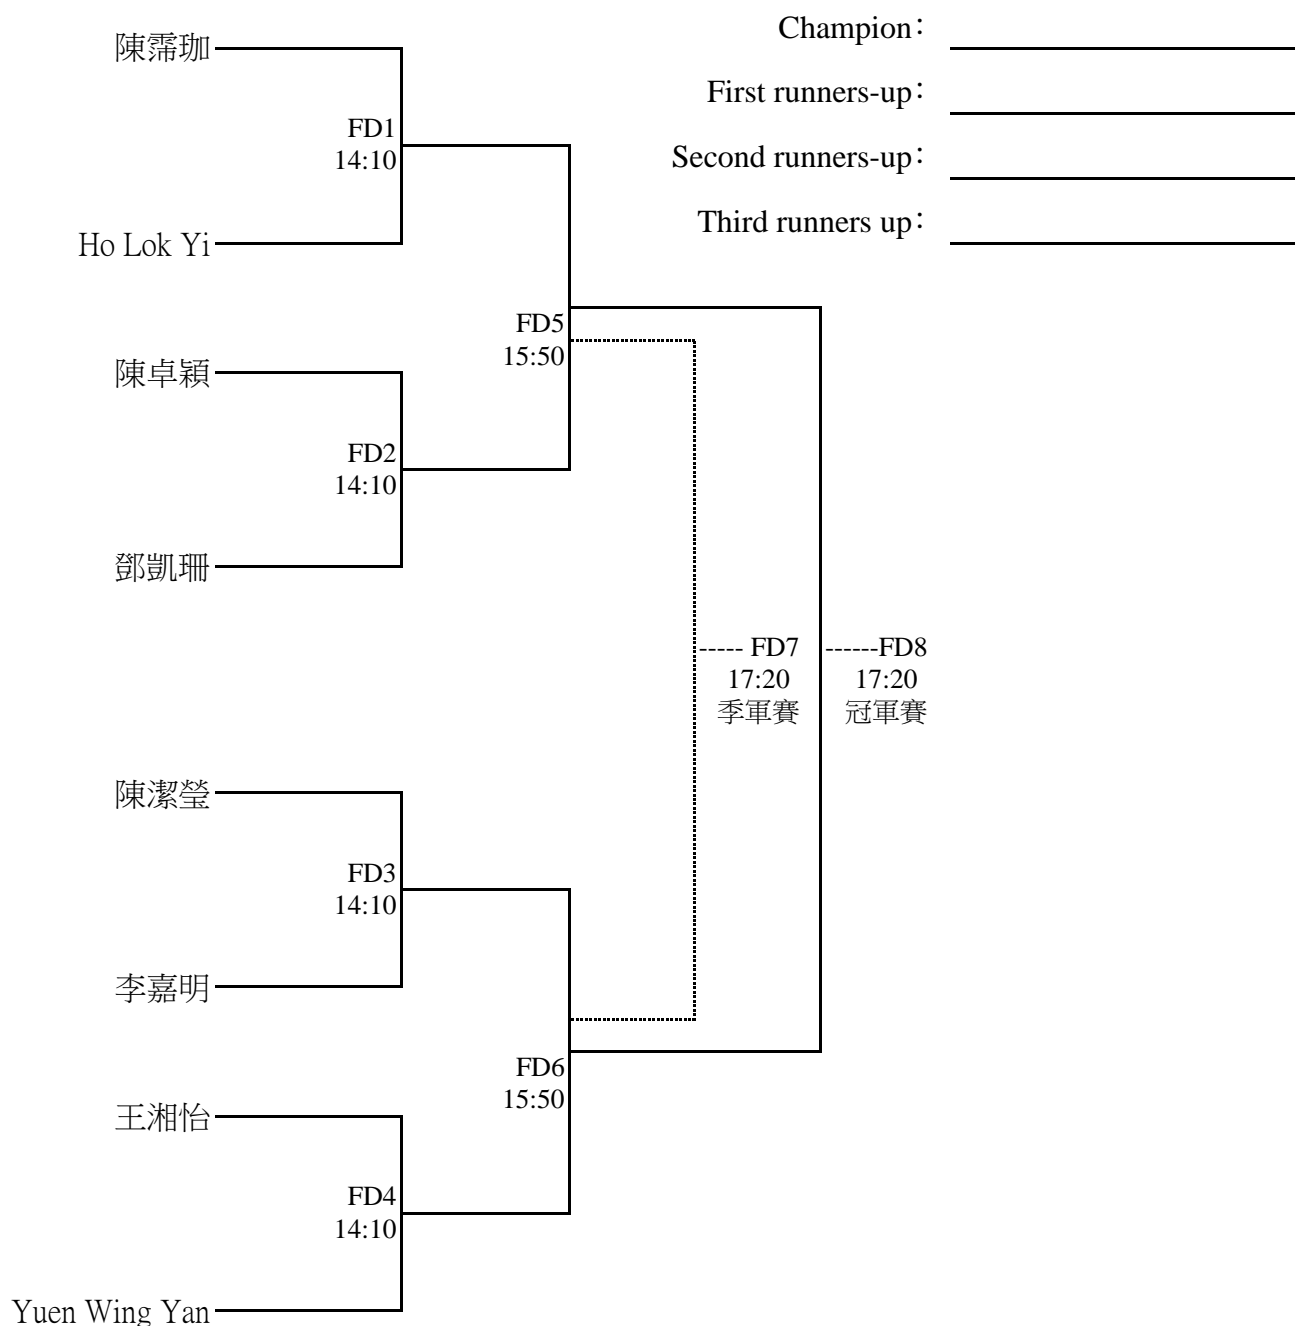 Champion：
陳霈珈
First runners-up：
FD1
14:10
Second runners-up：
Third runners up：
Ho Lok Yi
FD5
15:50
陳卓穎
FD2
14:10
鄧凱珊
----- FD7
17:20
季軍賽
------FD8
17:20
冠軍賽
陳潔瑩
FD3
14:10
李嘉明
FD6
15:50
王湘怡
FD4
14:10
Yuen Wing Yan